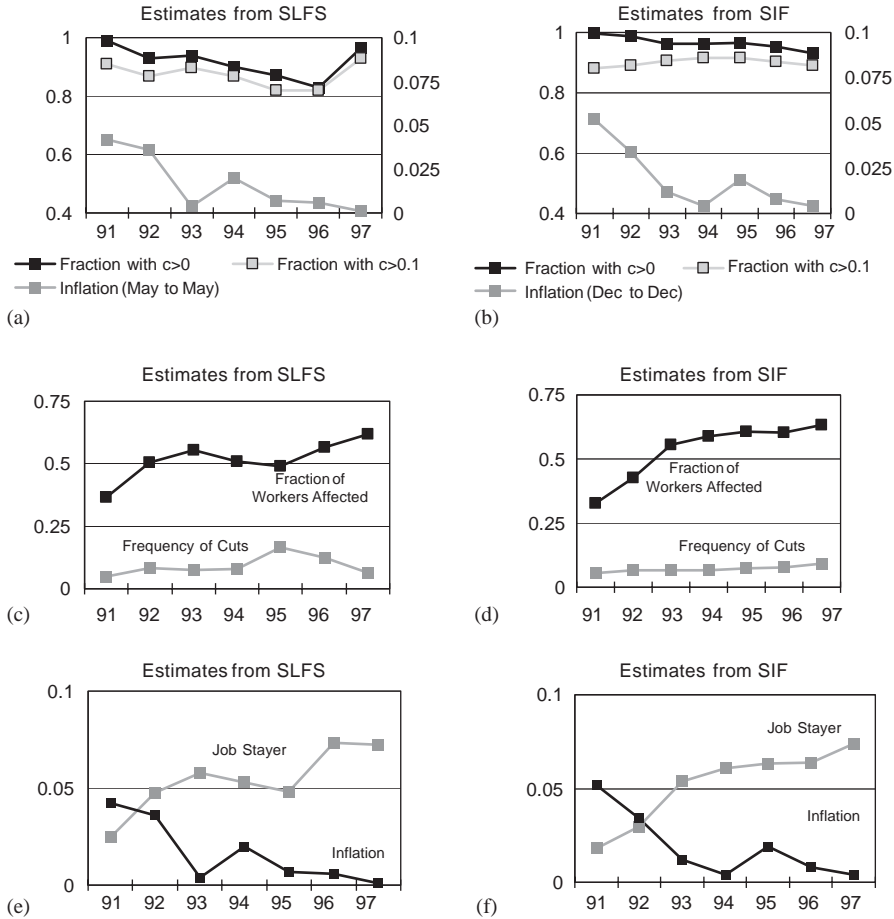 Estimates from SLFS
1
0.8
0.6
0.4
0.1
0.075
0.05
0.025
0
91 92 93 94 95 96 97
Fraction with c>0
Fraction with c>0.1
Inflation (May to May)
(a)
Estimates from SIF
1
0.8
0.6
0.4
0.1
0.075
0.05
0.025
0
91 92 93 94 95 96 97
Fraction with c>0
Fraction with c>0.1
Inflation (Dec to Dec)
(b)
Estimates from SLFS
0.75
0.5
0.25
0
Fraction of
Workers Affected
Frequency of Cuts
91 92 93 94 95 96 97
(c)
Estimates from SIF
0.75
0.5
0.25
0
Fraction of
Workers Affected
Frequency of Cuts
91 92 93 94 95 96 97
(d)
Estimates from SLFS
0.1
0.05
0
Job Stayer
Inflation
91 92 93 94 95 96 97
(e)
Estimates from SIF
0.1
0.05
0
Job Stayer
Inflation
91 92 93 94 95 96 97
(f)